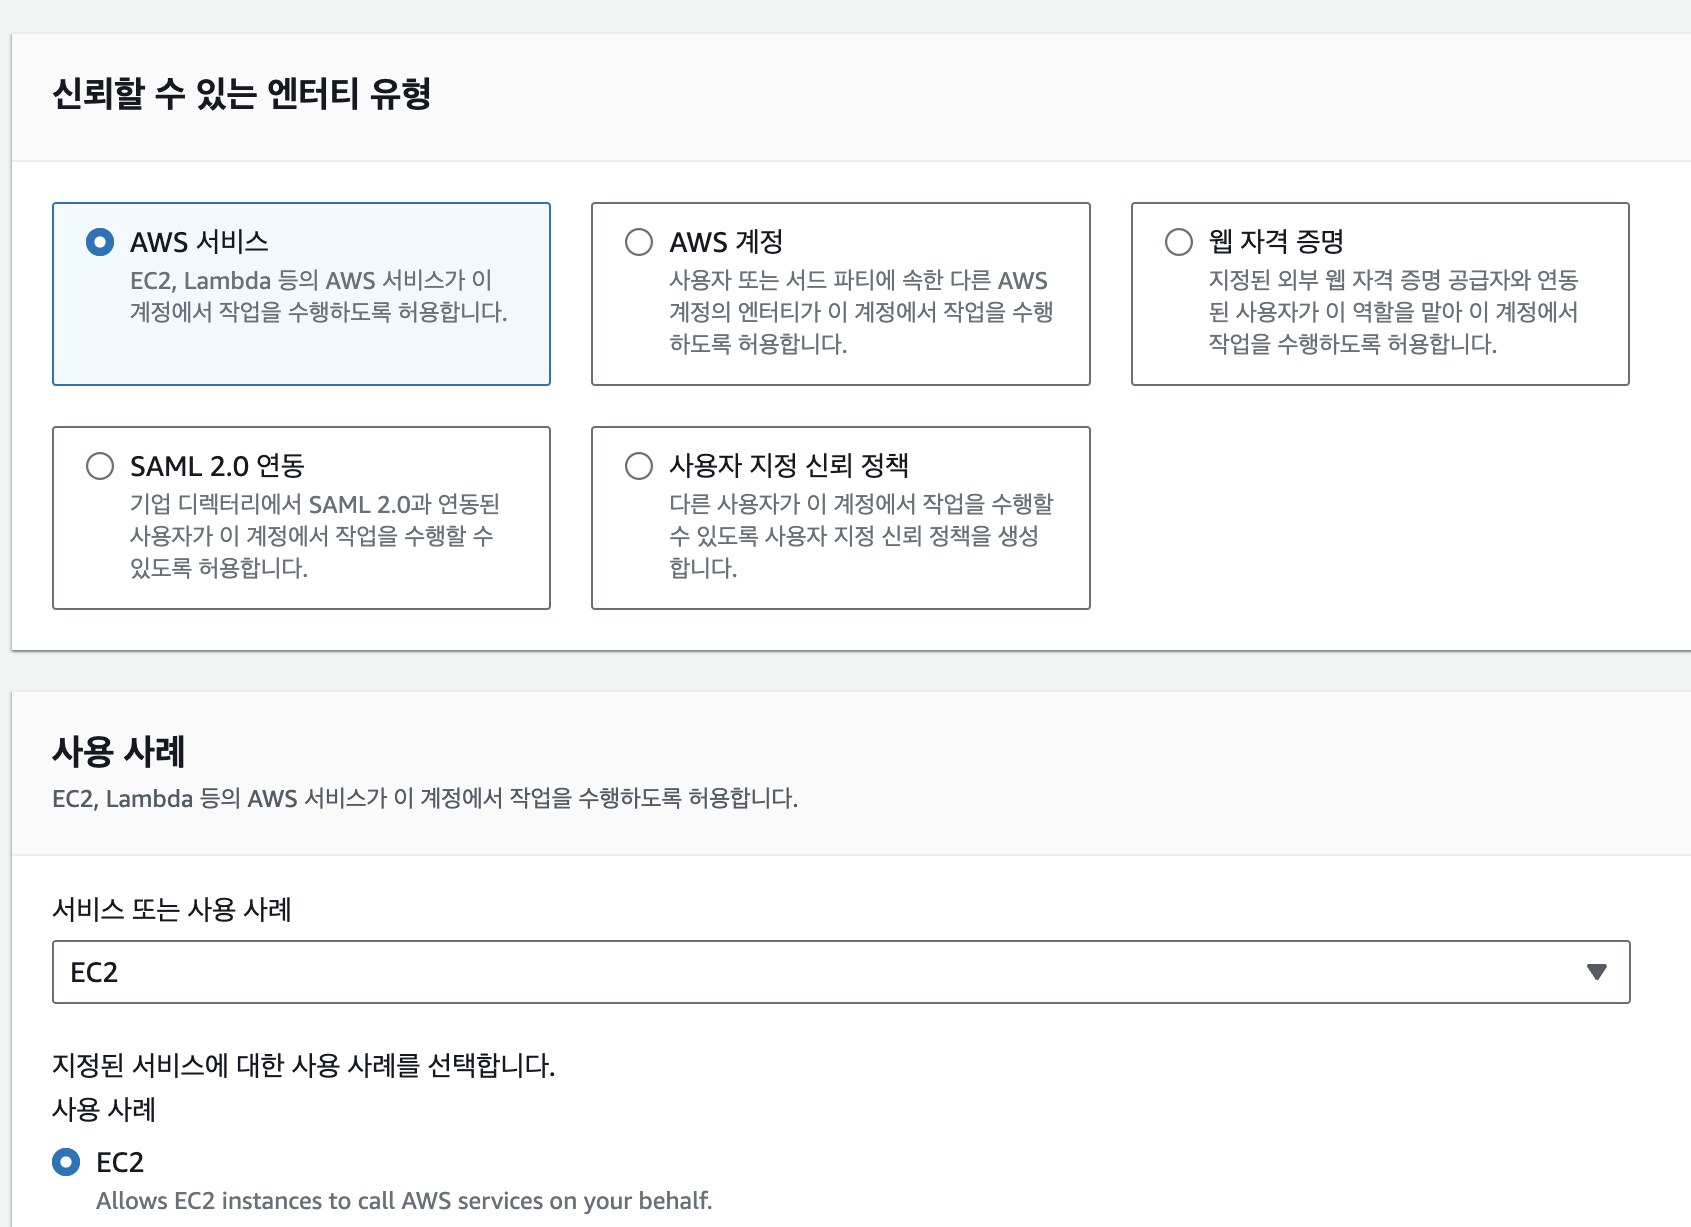 신뢰할 수 있는 엔터티 유형
AWS 서비스
EC2, Lambda 등의 AWS 서비스가 이
계정에서 작업을 수행하도록 허용합니다.
AWS 계정
사용자 또는 서드 파티에 속한 다른 AWS
계정의 엔터티가 이 계정에서 작업을 수행
하도록 허용합니다.
웹 자격 증명
지정된 외부 웹 자격 증명 공급자와 연동
된 사용자가 이 역할을 맡아 이 계정에서
작업을 수행하도록 허용합니다.
SAML 2.0 연동
기업 디렉터리에서 SAML 2.0과 연동된
사용자가 이 계정에서 작업을 수행할 수
있도록 허용합니다.
사용자 지정 신뢰 정책
다른 사용자가 이 계정에서 작업을 수행할
수 있도록 사용자 지정 신뢰 정책을 생성
합니다.
사용 사례
EC2, Lambda 등의 AWS 서비스가 이 계정에서 작업을 수행하도록 허용합니다.
서비스 또는 사용 사례
EC2
지정된 서비스에 대한 사용 사례를 선택합니다.
사용 사례
EC2
Allows EC2 instances to call AWS services on your behalf.